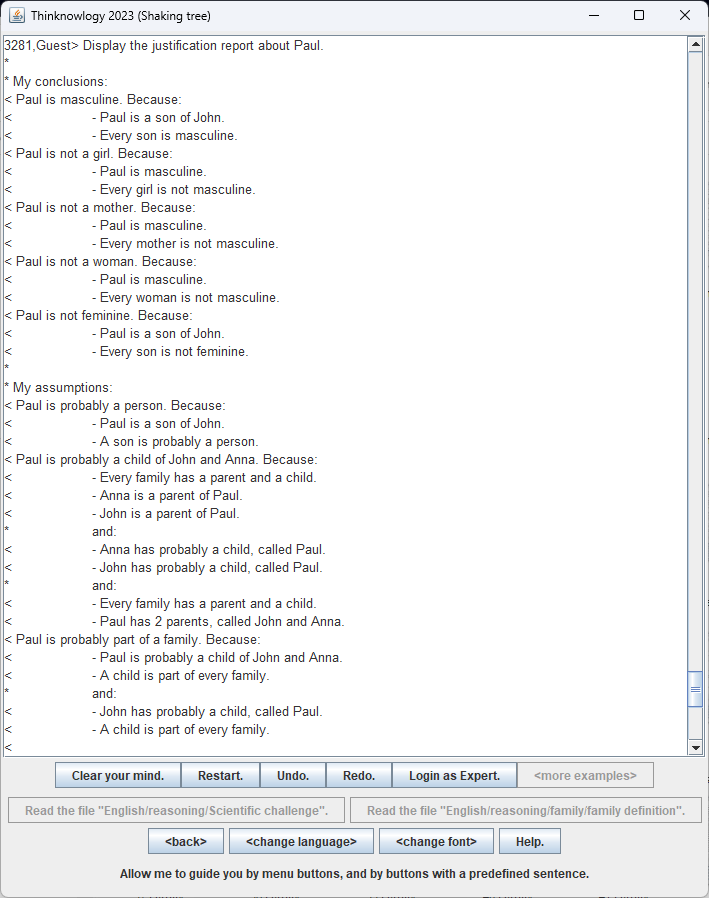 Thinknowlogy 2023 (Shaking tree)
3281,Guest> Display the justification report about Paul.
*
* My conclusions:
< Paul is masculine. Because:
< - Paul is a son of John.
< - Every son is masculine.
< Paul is not a girl. Because:
< - Paul is masculine.
< - Every girl is not masculine.
< Paul is not a mother. Because:
< - Paul is masculine.
< - Every mother is not masculine.
< Paul is not a woman. Because:
< - Paul is masculine.
< - Every woman is not masculine.
< Paul is not feminine. Because:
< - Paul is a son of John.
< - Every son is not feminine.
*
* My assumptions:
< Paul is probably a person. Because:
< - Paul is a son of John.
< - A son is probably a person.
< Paul is probably a child of John and Anna. Because:
< - Every family has a parent and a child.
< - Anna is a parent of Paul.
< - John is a parent of Paul.
* and:
< - Anna has probably a child, called Paul.
< - John has probably a child, called Paul.
* and:
< - Every family has a parent and a child.
< - Paul has 2 parents, called John and Anna.
< Paul is probably part of a family. Because:
< - Paul is probably a child of John and Anna.
< - A child is part of every family.
* and:
< - John has probably a child, called Paul.
< - A child is part of every family.
<
Clear your mind. Restart. Undo. Redo. Login as Expert. <more examples>
Read the file "English/reasoning/Scientific challenge". Read the file "English/reasoning/family/family definition".
<back> <change language> <change font> Help.
Allow me to guide you by menu buttons, and by buttons with a predefined sentence.